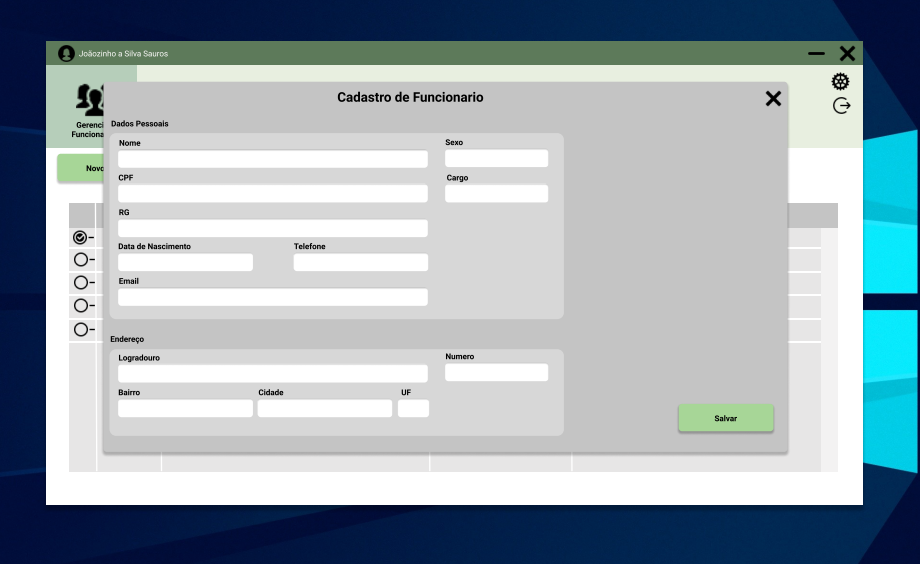 Joãozinho a Silva Sauros
Cadastro de Funcionario
Gerenci
Funciona
Dados Pessoais
Nome
Sexo
CPF
Cargo
Novo
RG
Data de Nascimento
Telefone
Email
Endereço
Logradouro
Numero
Bairro
Cidade
UF
Salvar